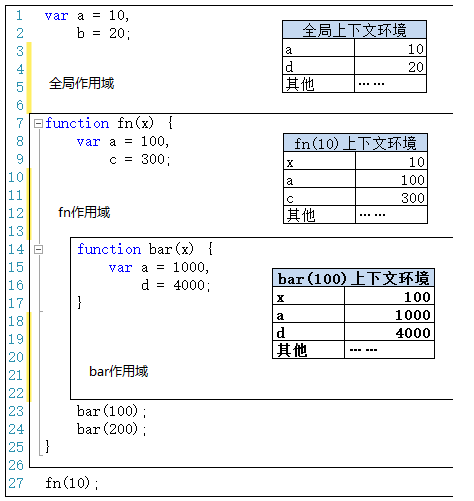 1 var a = 10,
2 b = 20;
3
4
5 全局作用域
6
全局上下文环境
a 10
d 20
其他 ……
7 function fn(x) {
8 var a = 100,
9 c = 300;
10
11
12 fn作用域
13
fn(10)上下文环境
x 10
a 100
c 300
其他 ……
14 function bar(x) {
15 var a = 1000,
16 d = 4000;
17 }
18
19
20
21 bar作用域
22
bar(100)上下文环境
x 100
a 1000
d 4000
其他 ……
23 bar(100);
24 bar(200);
25 }
26
27 fn(10);